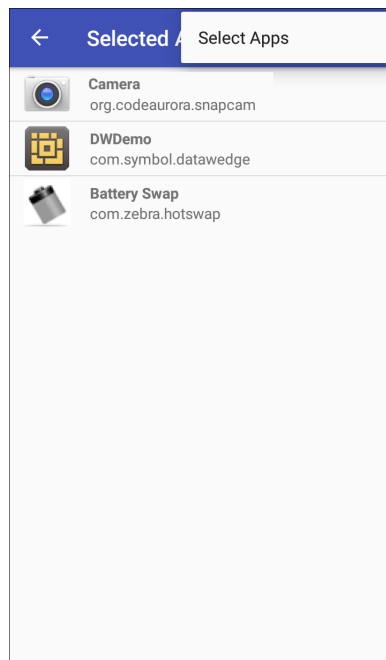 Selected A
Select Apps
Camera
org.codeaurora.snapcam
DWDemo
com.symbol.datawedge
Battery Swap
com.zebra.hotswap